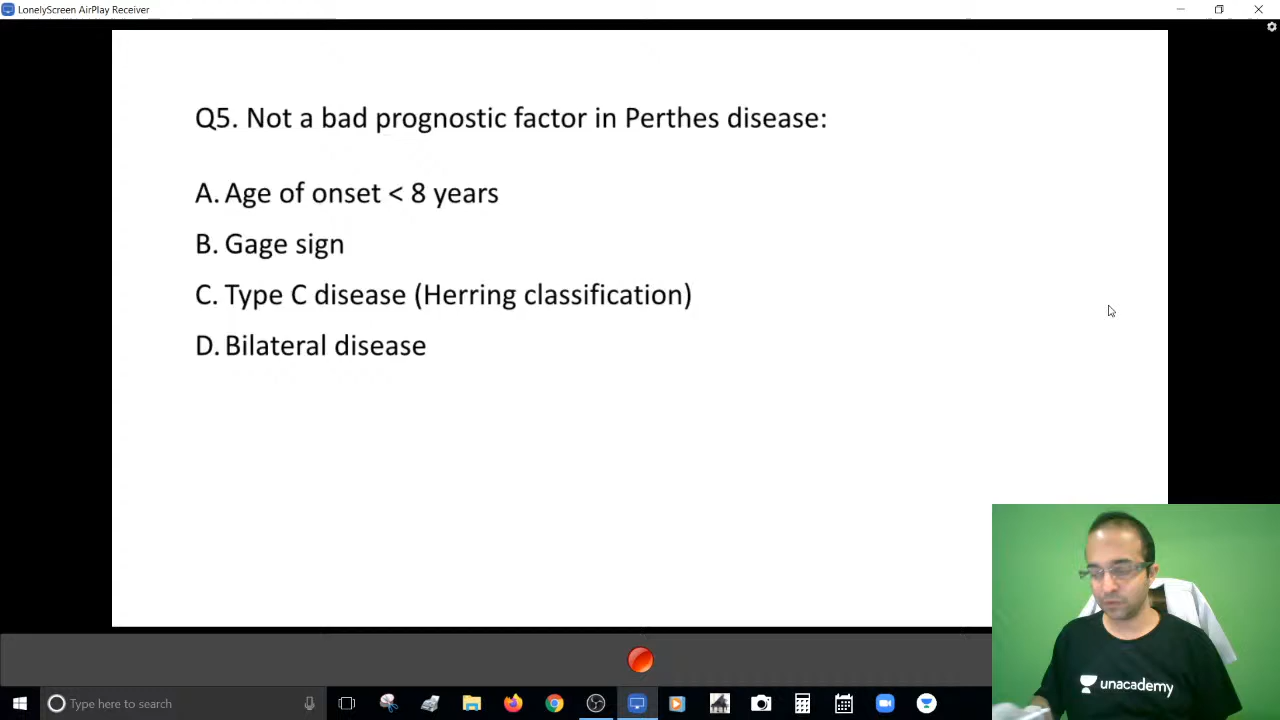 LonelyScreen AirPlay Receiver
Q5. Not a bad prognostic factor in Perthes disease:
A. Age of onset < 8 years
B. Gage sign
C. Type C disease (Herring classification)
D. Bilateral disease
unacademy
Type here to search